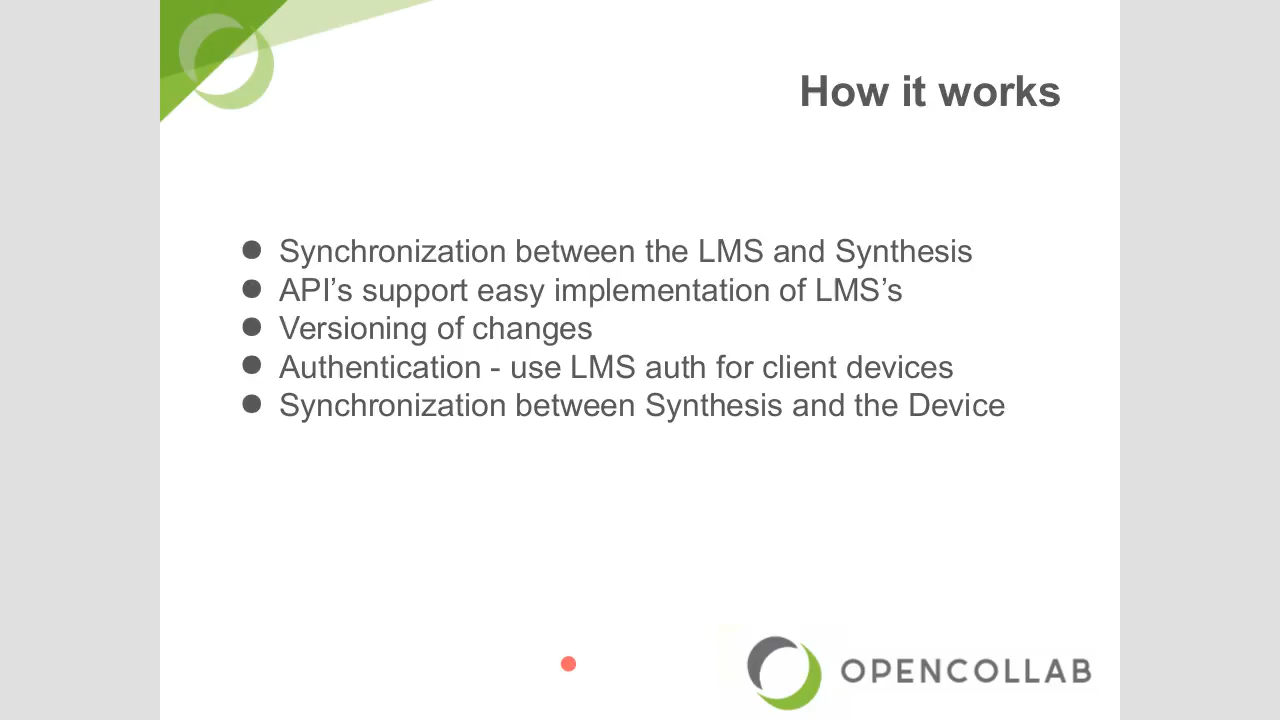 How it works
● Synchronization between the LMS and Synthesis
● API’s support easy implementation of LMS’s
● Versioning of changes
● Authentication - use LMS auth for client devices
● Synchronization between Synthesis and the Device
OPENCOLLAB